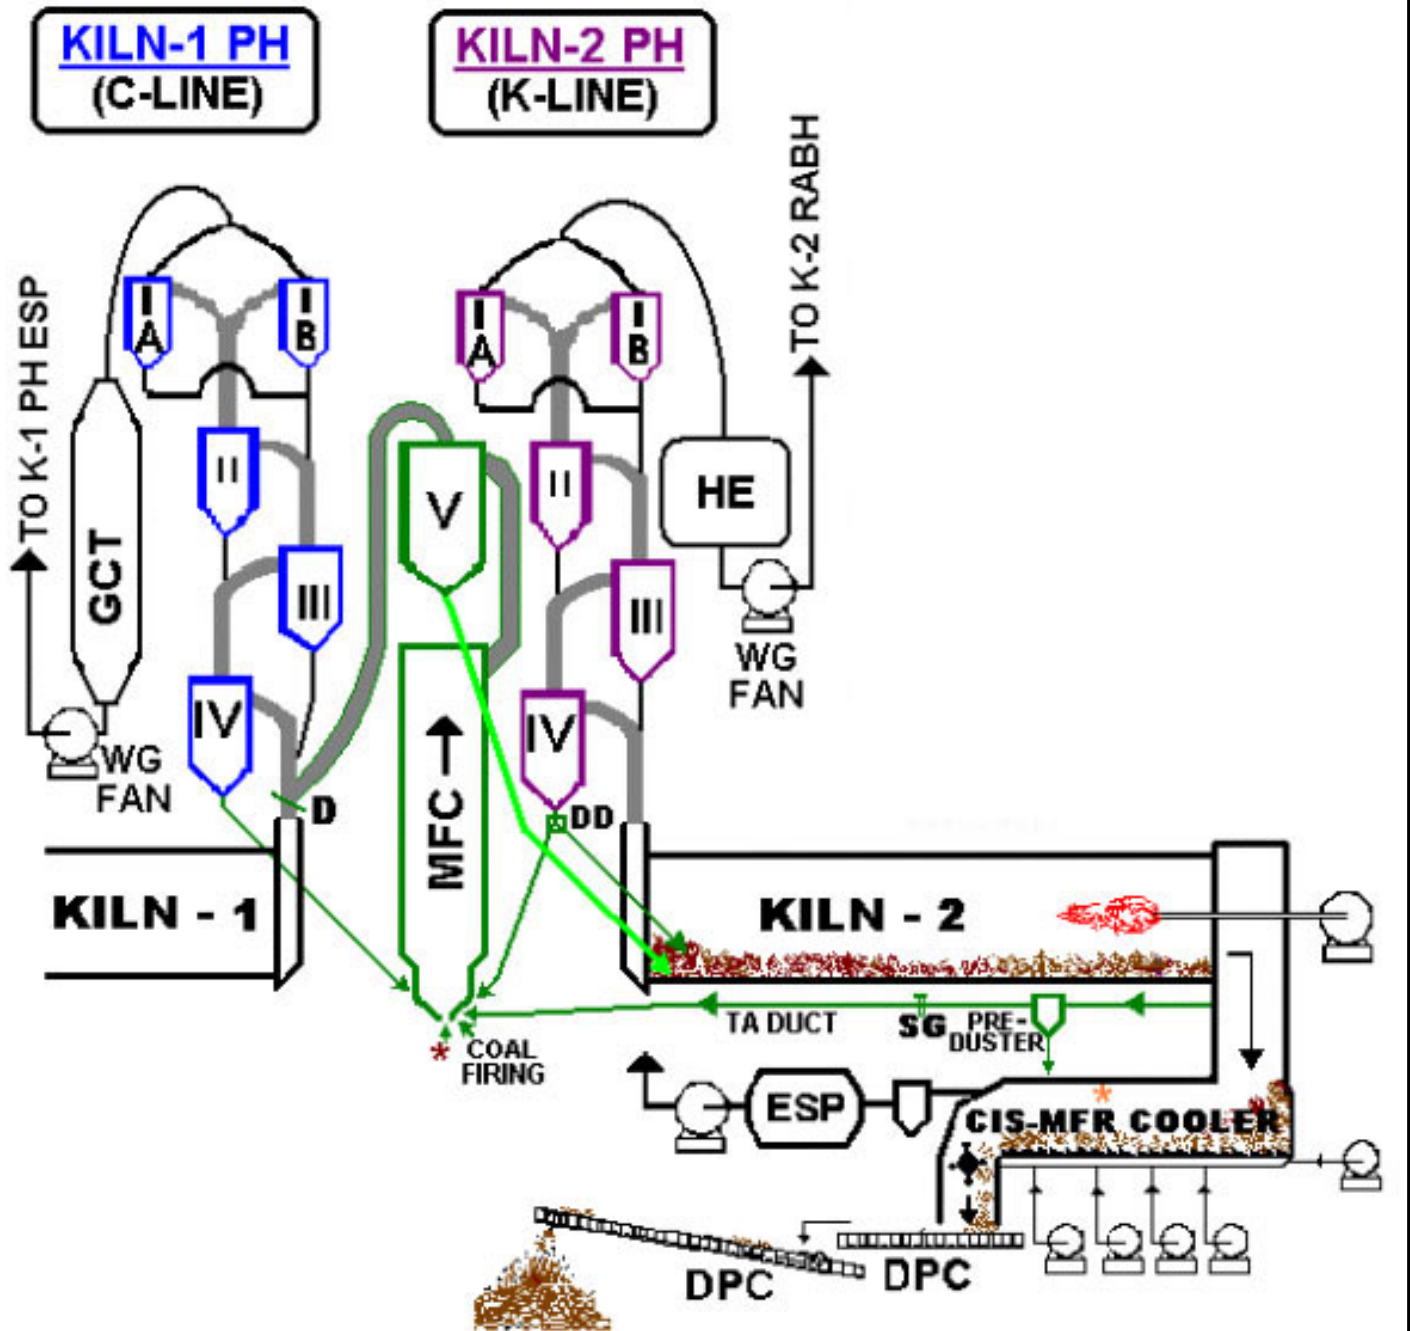 KILN-1 PH
(C-LINE)
KILN-2 PH
(K-LINE)
TO K-1 PH ESP
GCT
WG
FAN
I
A
I
B
II
III
IV
D
KILN - 1
V
MFC
*
COAL
FIRING
I
A
I
B
II
III
IV
DD
HE
WG
FAN
TO K-2 RABH
KILN - 2
TA DUCT
SG
PRE-
DUSTER
ESP
*
CIS-MFR COOLER
DPC
DPC